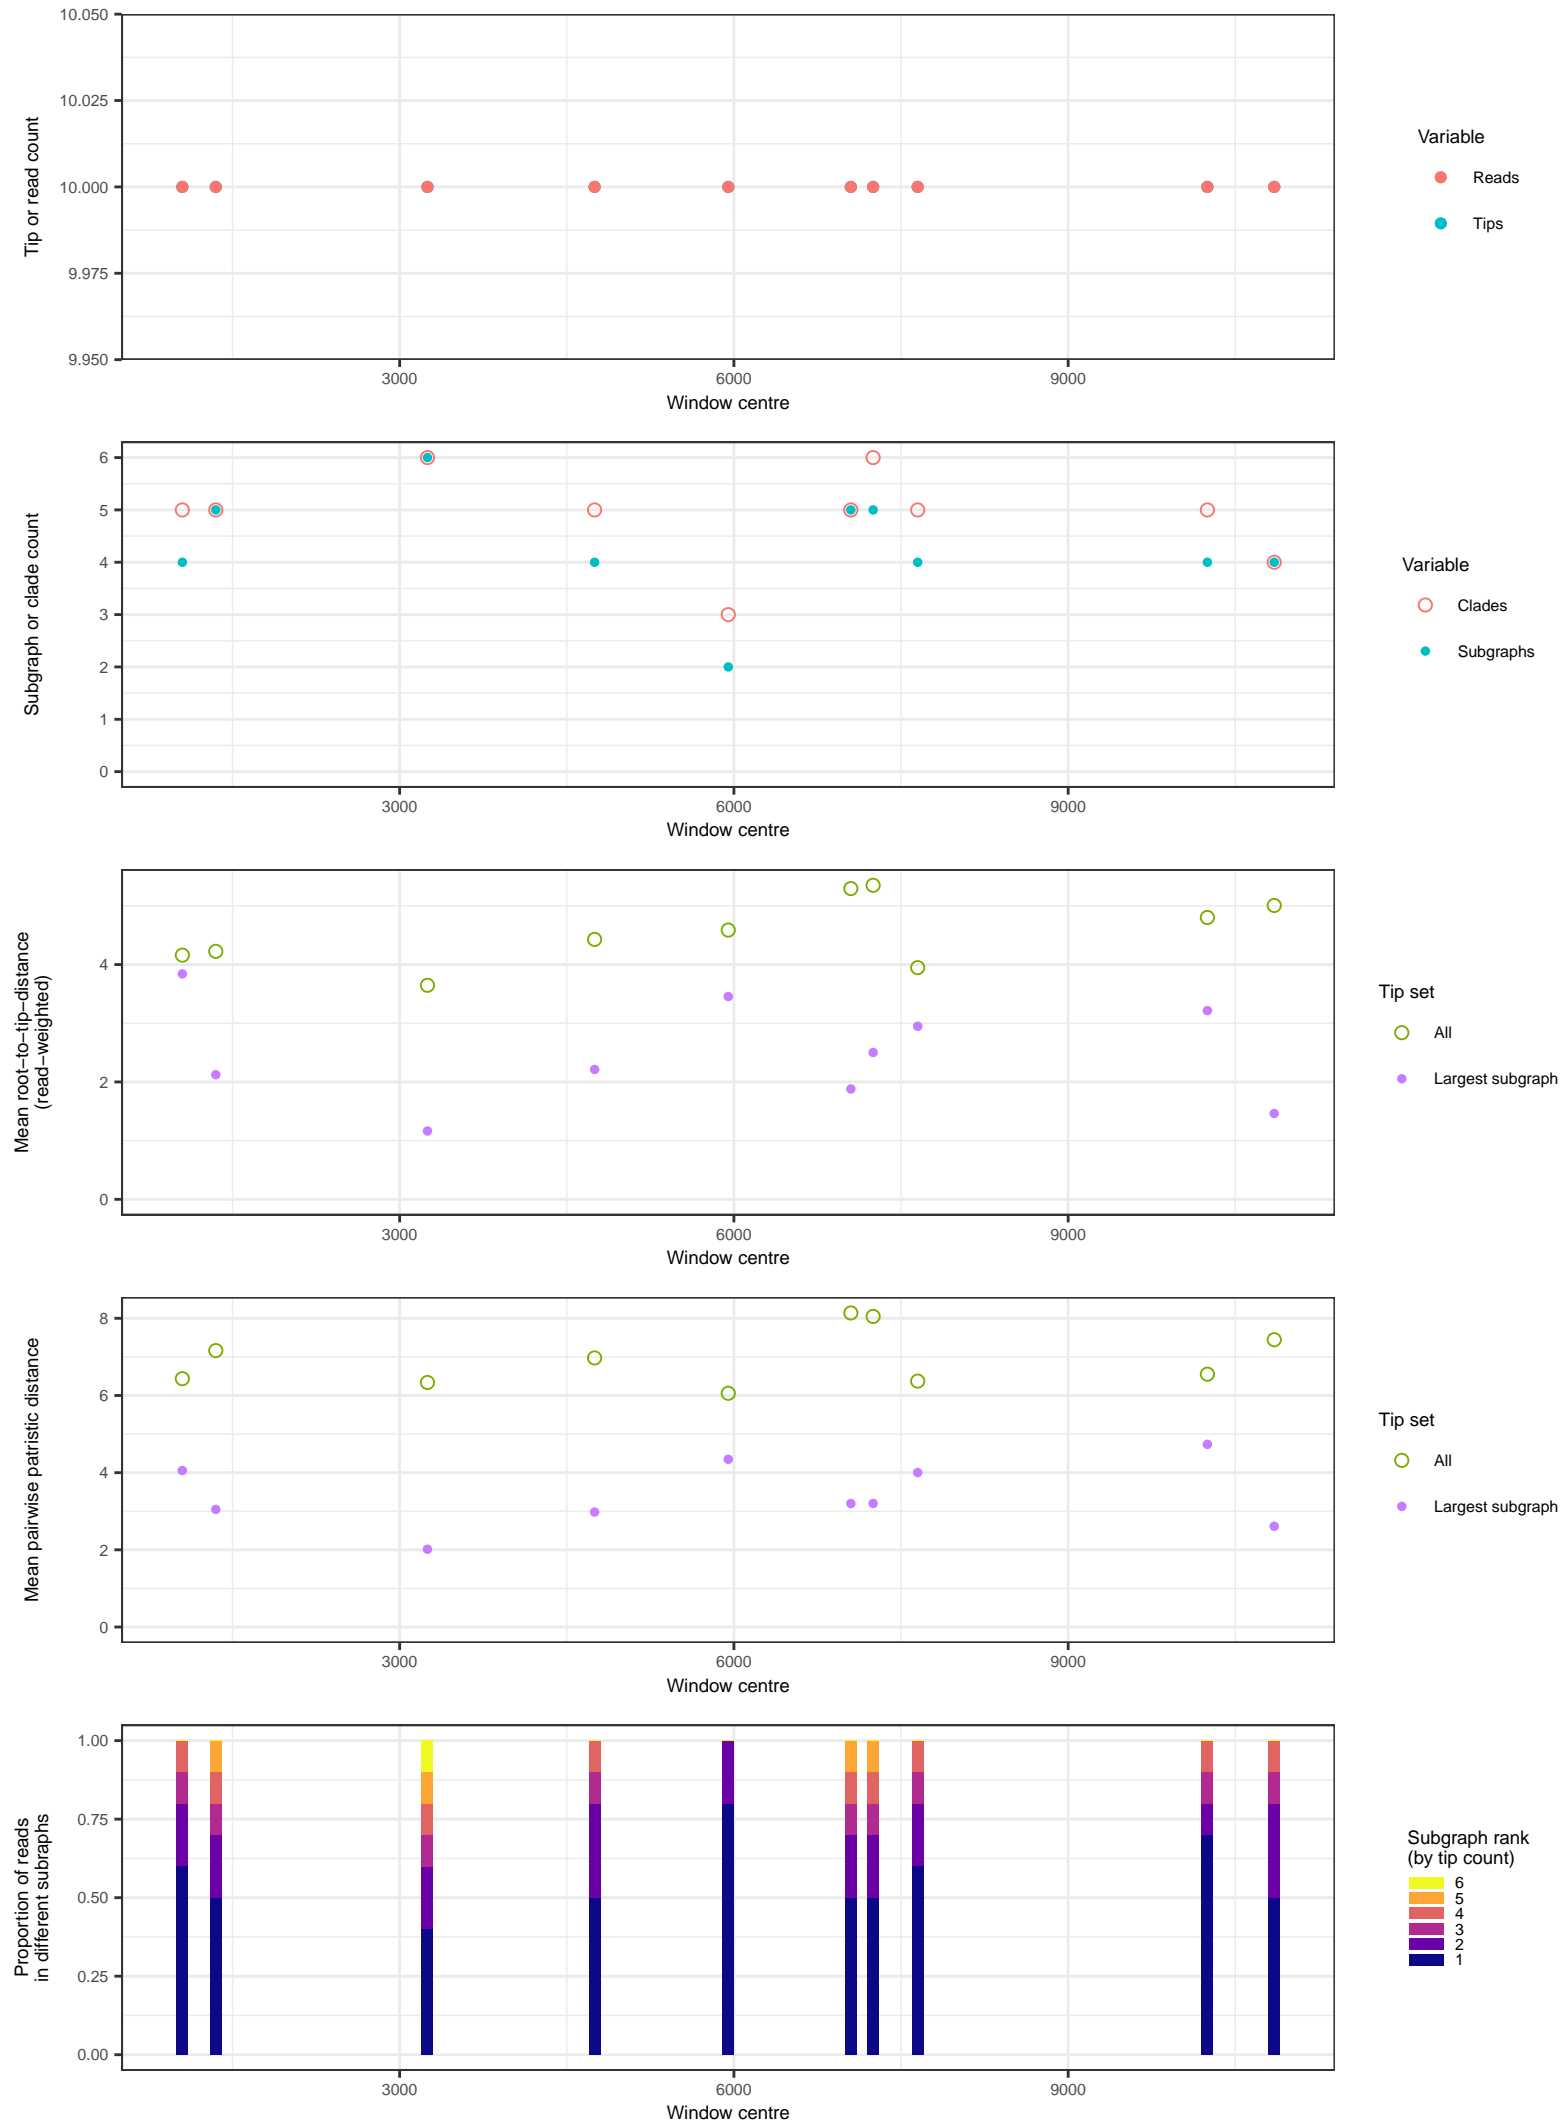 10.050
10.025
10.000
9.975
9.950
Tip or read count
3000 6000 9000
Window centre
Variable
Reads
Tips
6
5
4
3
2
1
0
Subgraph or clade count
3000 6000 9000
Window centre
Variable
Clades
Subgraphs
4
2
0
Mean root−to−tip−distance
(read−weighted)
3000 6000 9000
Window centre
Tip set
All
Largest subgraph
8
6
4
2
0
Mean pairwise patristic distance
3000 6000 9000
Window centre
Tip set
All
Largest subgraph
1.00
0.75
0.50
0.25
0.00
Proportion of reads
in different subraphs
3000 6000 9000
Window centre
Subgraph rank
(by tip count)
6
5
4
3
2
1